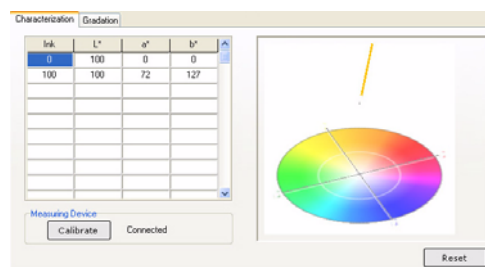 Characterization Gradation
Ink L* a* b*
0 100 0 0
100 100 72 127
Measuring Device
Calibrate Connected
Reset